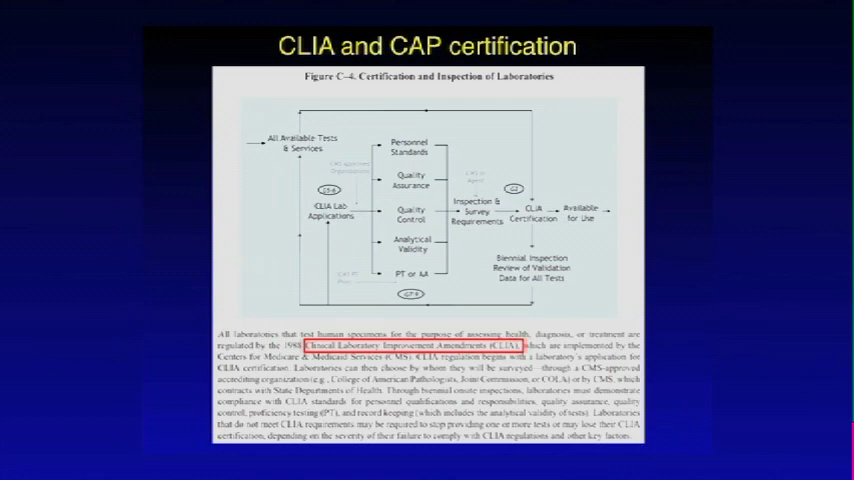 CLIA and CAP certification
Figure C-4. Certification and Inspection of Laboratories
All Available Tests
& Services
Personnel
Standards
Quality
Assurance
CLIA Lab
Applications
Quality
Control
Inspection &
Survey
Requirements
CLIA
Certification
Available
for Use
Analytical
Validity
PT or AA
Biennial Inspection
Review of Validation
Data for All Tests
All laboratories that test human specimens for the purpose of assessing health, diagnosis, or treatment are
regulated by the 1988 Clinical Laboratory Improvement Amendments (CLIA), which are implemented by the
Centers for Medicare & Medicaid Services (CMS). CLIA regulation begins with a laboratory's application for
CLIA certification. Laboratories can then choose by whom they will be surveyed—through a CMS-approved
accrediting organization (e.g., College of American Pathologists, Joint Commission, or COLA) or by CMS, which
contracts with State Departments of Health. Through biennial onsite inspections, laboratories must demonstrate
compliance with CLIA standards for personnel qualifications and responsibilities, quality assurance, quality
control, proficiency testing (PT), and record keeping (which includes the analytical validity of tests). Laboratories
that do not meet CLIA requirements may be required to stop providing one or more tests or may lose their CLIA
certification, depending on the severity of their failure to comply with CLIA regulations and other key factors.